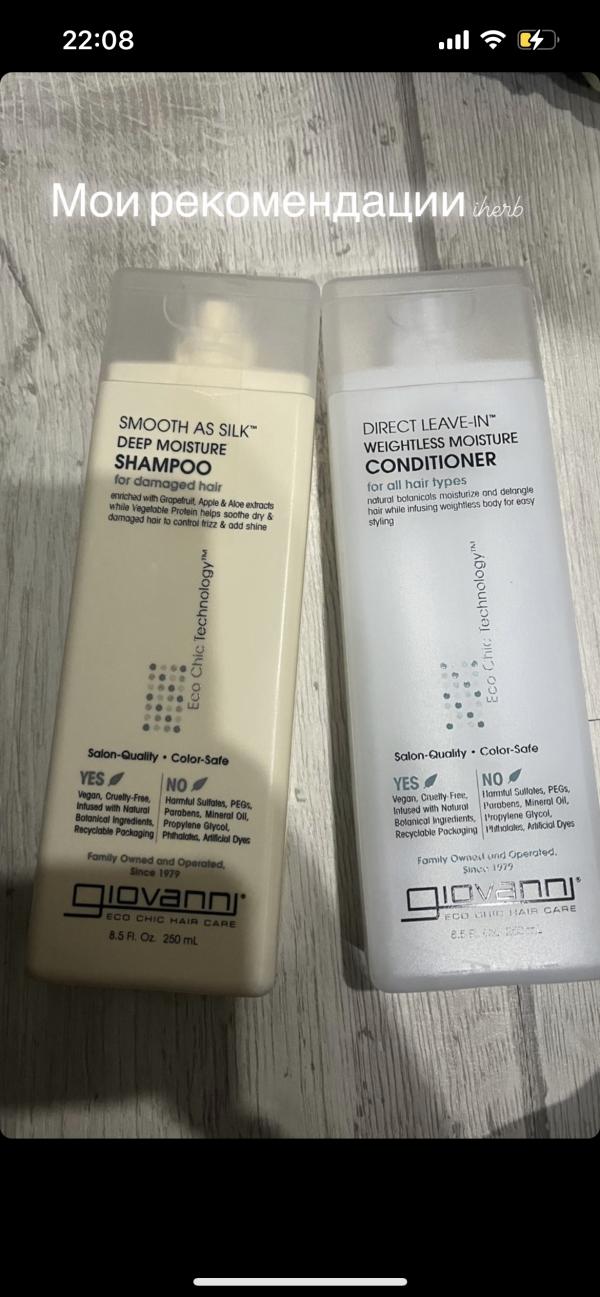 22:08
Мои рекомендации iherb
SMOOTH AS SILK™
DEEP MOISTURE
SHAMPOO
for damaged hair
enriched with Grapefruit, Apple & Aloe extracts
while Vegetable Protein helps soothe dry &
damaged hair to control frizz & add shine
Eco Chic Technology™
Salon-Quality • Color-Safe
YES
Vegan, Cruelty-Free,
Infused with Natural
Botanical Ingredients,
Recyclable Packaging
NO
Harmful Sulfates, PEGs,
Parabens, Mineral Oil,
Propylene Glycol,
Phthalates, Artificial Dyes
Family Owned and Operated,
Since 1979
giovanni®
ECO CHIC HAIR CARE
8.5 Fl. Oz. 250 mL
DIRECT LEAVE-IN™
WEIGHTLESS MOISTURE
CONDITIONER
for all hair types
natural botanicals moisturize and detangle
hair while infusing weightless body for easy
styling
Eco Chic Technology™
Salon-Quality • Color-Safe
YES
Vegan, Cruelty-Free,
Infused with Natural
Botanical Ingredients,
Recyclable Packaging
NO
Harmful Sulfates, PEGs,
Parabens, Mineral Oil,
Propylene Glycol,
Phthalates, Artificial Dyes
Family Owned and Operated,
Since 1979
giovanni®
ECO CHIC HAIR CARE
8.5 Fl. Oz. 250 mL